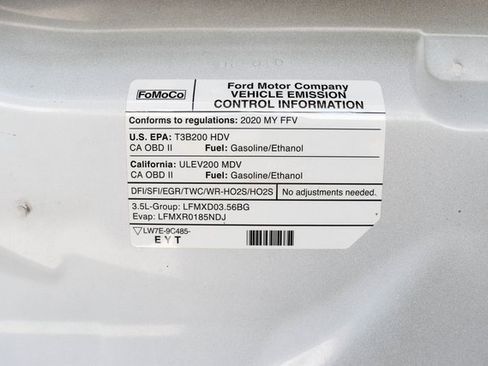 FoMoCo
Ford Motor Company
VEHICLE EMISSION
CONTROL INFORMATION
Conforms to regulations: 2020 MY FFV
U.S. EPA: T3B200 HDV
CA OBD II Fuel: Gasoline/Ethanol
California: ULEV200 MDV
CA OBD II Fuel: Gasoline/Ethanol
DFI/SFI/EGR/TWC/WR-HO2S/HO2S No adjustments needed.
3.5L-Group: LFMXD03.56BG
Evap: LFMXR0185NDJ
LW7E-9C485-
EYT